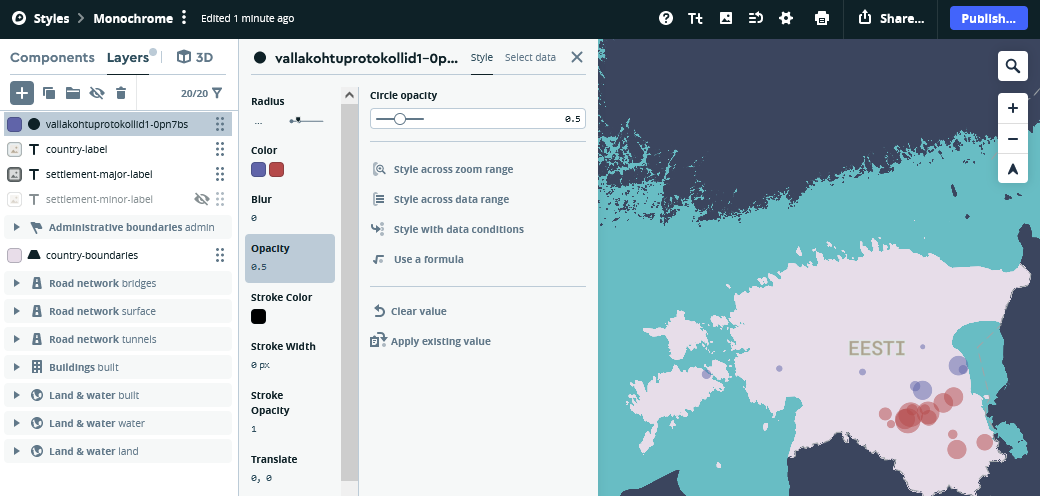 Styles > Monochrome Edited 1 minute ago
Tt Share... Publish...
Components Layers 3D
20/20
vallakohtuprotokollid1-0pn7bs
T country-label
T settlement-major-label
T settlement-minor-label
Administrative boundaries admin
country-boundaries
Road network bridges
Road network surface
Road network tunnels
Buildings built
Land & water built
Land & water water
Land & water land
vallakohtuprotokollid1-0p... Style Select data
Radius
...
Color
Blur
0
Opacity
0.5
Stroke Color
Stroke Width
0 px
Stroke
Opacity
1
Translate
0, 0
Circle opacity
0.5
Style across zoom range
Style across data range
Style with data conditions
Use a formula
Clear value
Apply existing value
EESTI